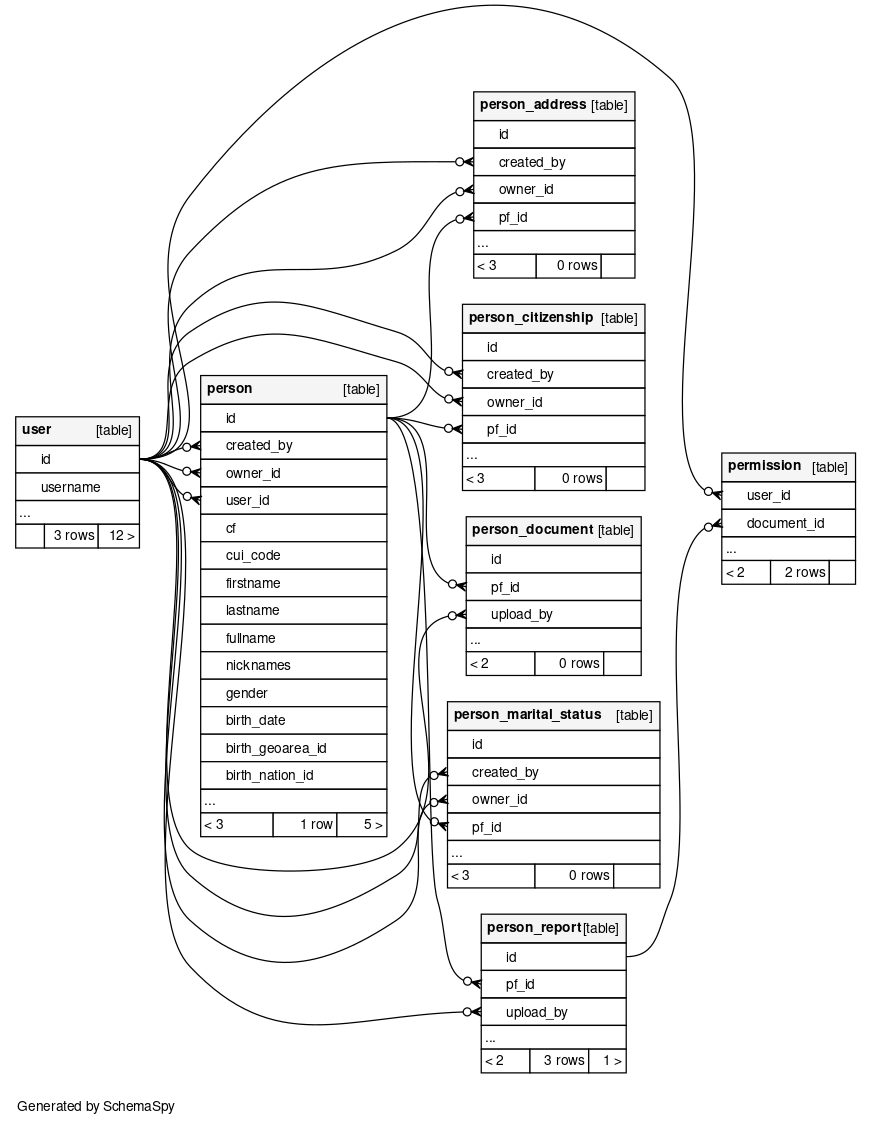 person_address [table]
id
created_by
owner_id
pf_id
...
< 3 0 rows
person_citizenship [table]
id
created_by
owner_id
pf_id
...
< 3 0 rows
person [table]
id
created_by
owner_id
user_id
cf
cui_code
firstname
lastname
fullname
nicknames
gender
birth_date
birth_geoarea_id
birth_nation_id
...
< 3 1 row 5 >
user [table]
id
username
...
3 rows 12 >
permission [table]
user_id
document_id
...
< 2 2 rows
person_document [table]
id
pf_id
upload_by
...
< 2 0 rows
person_marital_status [table]
id
created_by
owner_id
pf_id
...
< 3 0 rows
person_report [table]
id
pf_id
upload_by
...
< 2 3 rows 1 >
Generated by SchemaSpy